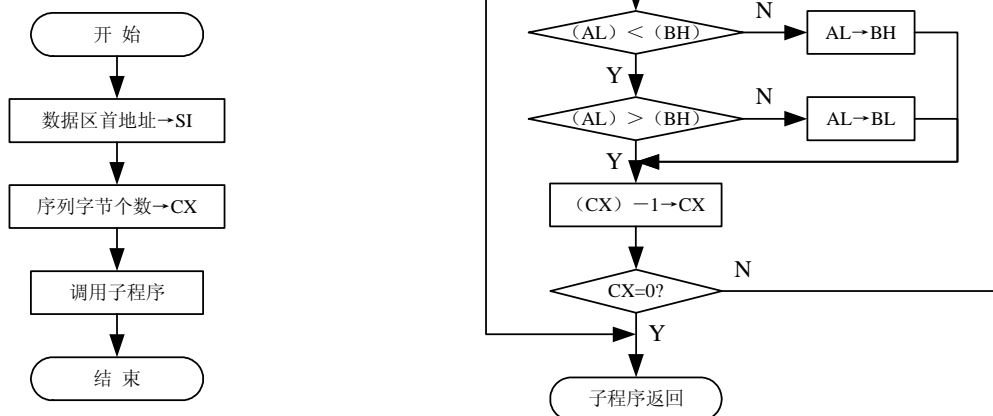 开 始
数据区首地址→SI
序列字节个数→CX
调用子程序
结 束
（AL）＜（BH）
N
AL→BH
Y
（AL）＞（BH）
N
AL→BL
Y
（CX）－1→CX
CX=0?
N
Y
子程序返回